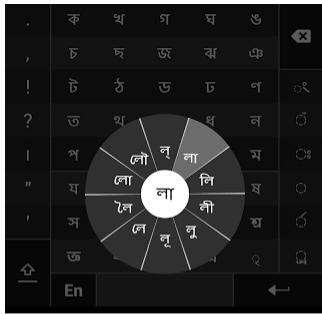 . ক খ গ ঘ ঙ
, চ ছ জ ঝ ঞ
! ট ঠ ড ঢ ণ ং
? ত থ ধ ন ঁ
। প ম ঃ
" য ষ ়
' স
ৃ
En
ল্ লা লি লী লু লূ লে লৈ লো লৌ
লা